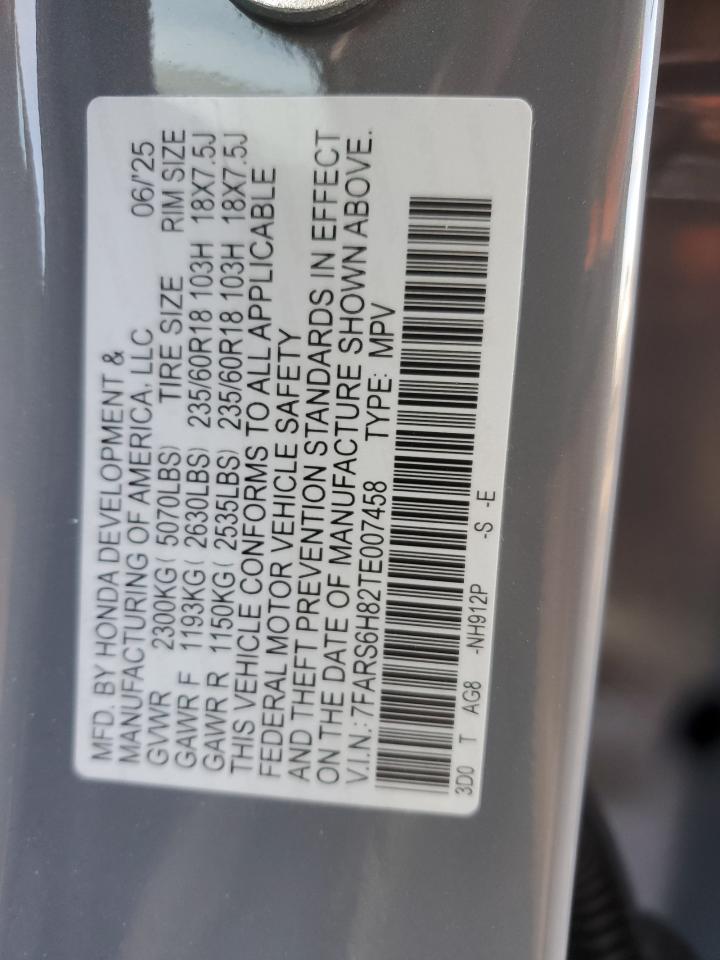 MFD. BY HONDA DEVELOPMENT &
MANUFACTURING OF AMERICA, LLC 06/'25
GVWR 2300KG( 5070LBS) TIRE SIZE RIM SIZE
GAWR F 1193KG( 2630LBS) 235/60R18 103H 18X7.5J
GAWR R 1150KG( 2535LBS) 235/60R18 103H 18X7.5J
THIS VEHICLE CONFORMS TO ALL APPLICABLE
FEDERAL MOTOR VEHICLE SAFETY
AND THEFT PREVENTION STANDARDS IN EFFECT
ON THE DATE OF MANUFACTURE SHOWN ABOVE.
V.I.N.: 7FARS6H82TE007458 TYPE: MPV
3D0 T AG8 -NH912P -S -E